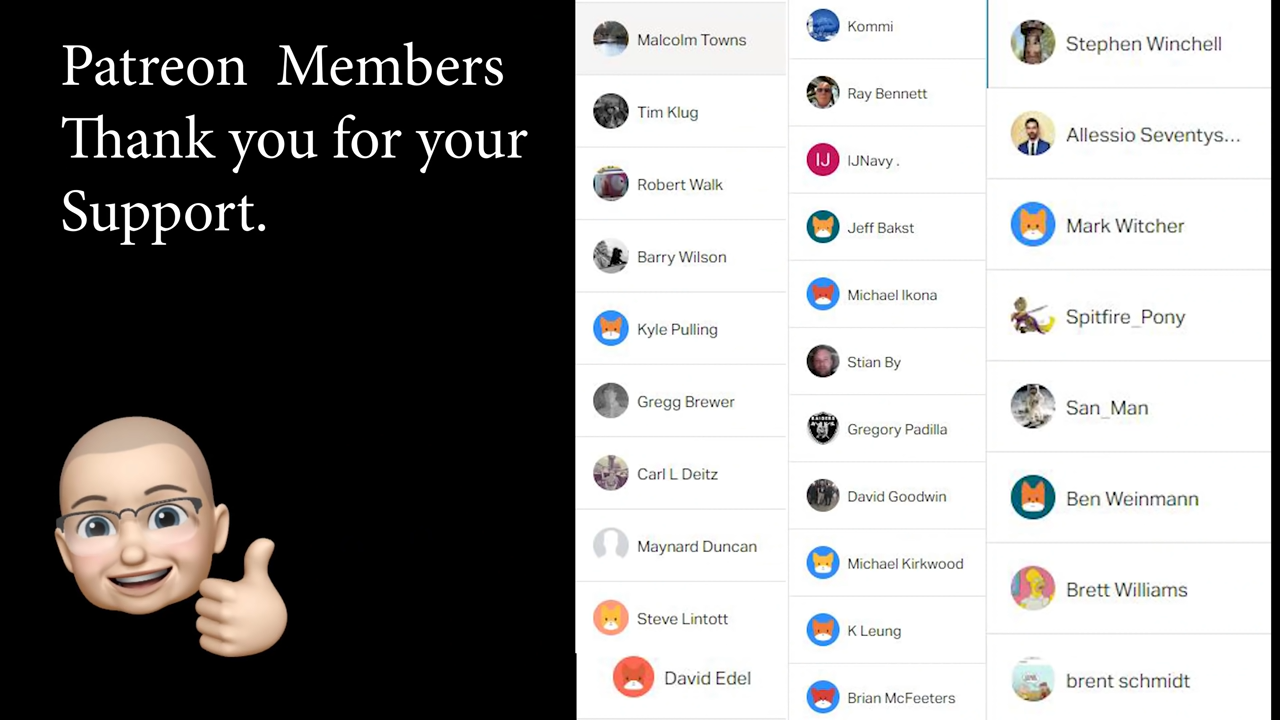 Patreon Members
Thank you for your
Support.
Malcolm Towns
Tim Klug
Robert Walk
Barry Wilson
Kyle Pulling
Gregg Brewer
Carl L Deitz
Maynard Duncan
Steve Lintott
David Edel
Kommi
Ray Bennett
IJ
IJNavy .
Jeff Bakst
Michael Ikona
Stian By
RAIDERS
Gregory Padilla
David Goodwin
Michael Kirkwood
K Leung
Brian McFeeters
Stephen Winchell
Allessio Seventys...
Mark Witcher
Spitfire_Pony
San_Man
Ben Weinmann
Brett Williams
brent schmidt